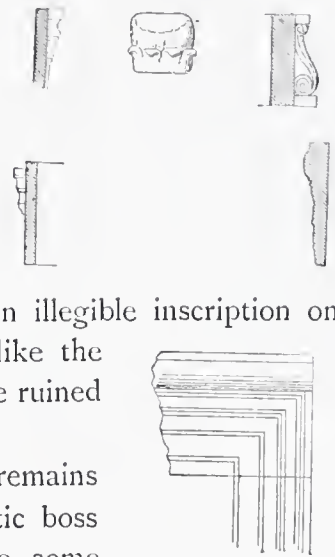 n illegible inscription on
like the
e ruined
remains
tic boss
some